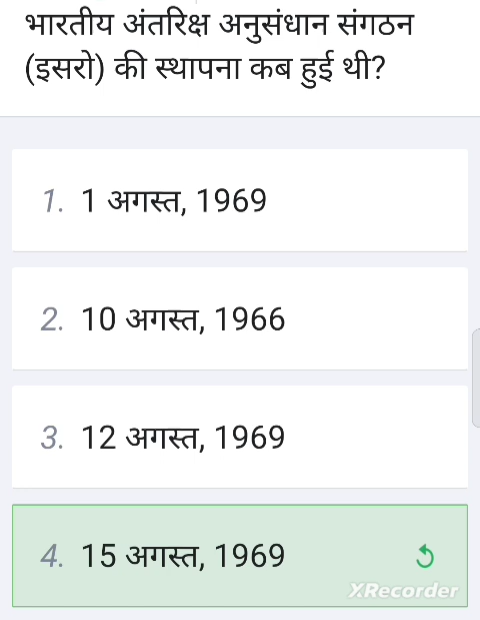 भारतीय अंतरिक्ष अनुसंधान संगठन
(इसरो) की स्थापना कब हुई थी?
1. 1 अगस्त, 1969
2. 10 अगस्त, 1966
3. 12 अगस्त, 1969
4. 15 अगस्त, 1969
XRecorder